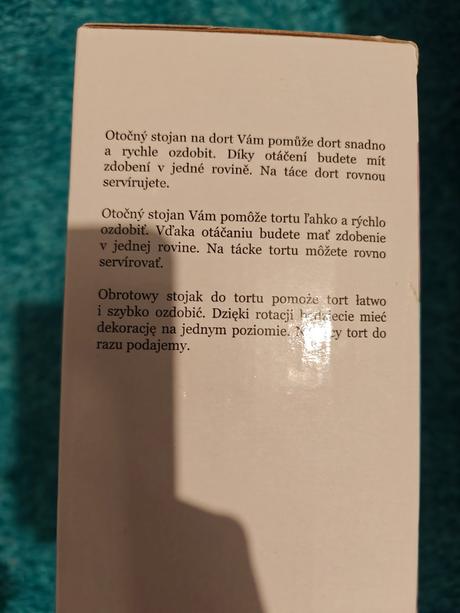 Otočný stojan na dort Vám pomůže dort snadno
a rychle ozdobit. Díky otáčení budete mít
zdobení v jedné rovině. Na táce dort rovnou
servírujete.
Otočný stojan Vám pomôže tortu ľahko a rýchlo
ozdobiť. Vďaka otáčaniu budete mať zdobenie
v jednej rovine. Na tácke tortu môžete rovno
servírovať.
Obrotowy stojak do tortu pomoże tort łatwo
i szybko ozdobić. Dzięki rotacji będziecie mieć
dekorację na jednym poziomie. tort do
razu podajemy.